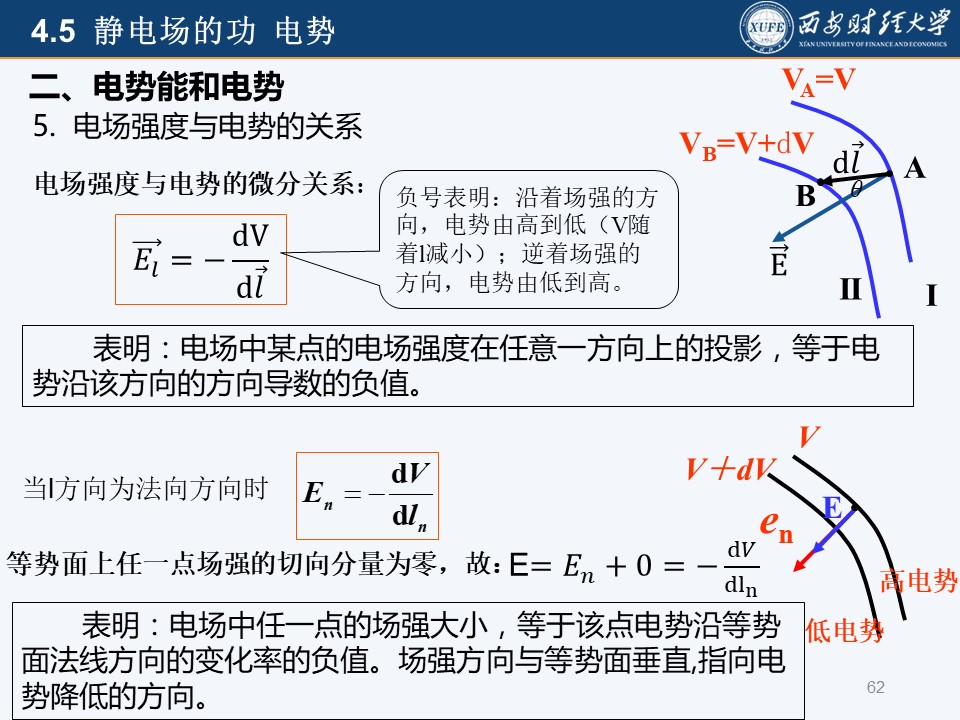 4.5 静电场的功 电势
XUFE
西安财经大学
XI'AN UNIVERSITY OF FINANCE AND ECONOMICS
二、电势能和电势
5. 电场强度与电势的关系
电场强度与电势的微分关系：
$\vec{E_l} = -\frac{dV}{d\vec{l}}$
负号表明：沿着场强的方
向，电势由高到低（V随
着l减小）；逆着场强的
方向，电势由低到高。
V_A=V
V_B=V+dV
$d\vec{l}$
A
θ
B
$\vec{E}$
II
I
表明：电场中某点的电场强度在任意一方向上的投影，等于电
势沿该方向的方向导数的负值。
当l方向为法向方向时
$E_n = -\frac{dV}{dl_n}$
等势面上任一点场强的切向分量为零，故：E= $E_n + 0 = -\frac{dV}{dl_n}$
V
V＋dV
E
e_n
高电势
低电势
表明：电场中任一点的场强大小，等于该点电势沿等势
面法线方向的变化率的负值。场强方向与等势面垂直,指向电
势降低的方向。
62